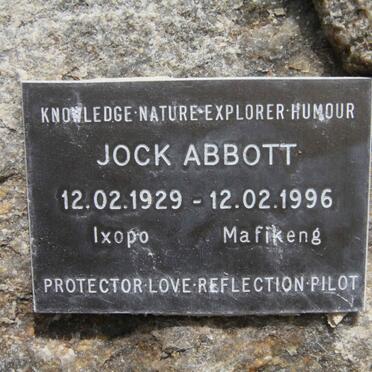 KNOWLEDGE·NATURE·EXPLORER·HUMOUR
JOCK ABBOTT
12.02.1929 - 12.02.1996
Ixopo Mafikeng
PROTECTOR·LOVE·REFLECTION·PILOT